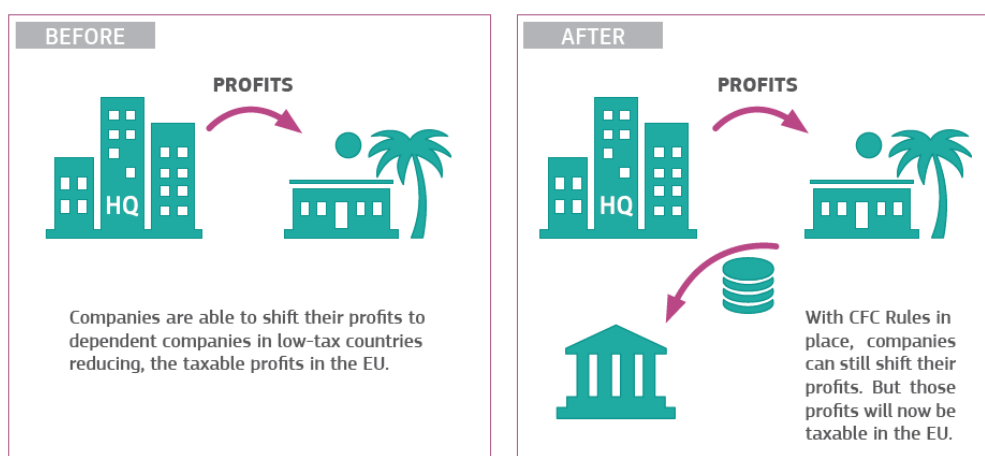 BEFORE
PROFITS
HQ
Companies are able to shift their profits to
dependent companies in low-tax countries
reducing, the taxable profits in the EU.
AFTER
PROFITS
HQ
With CFC Rules in
place, companies
can still shift their
profits. But those
profits will now be
taxable in the EU.